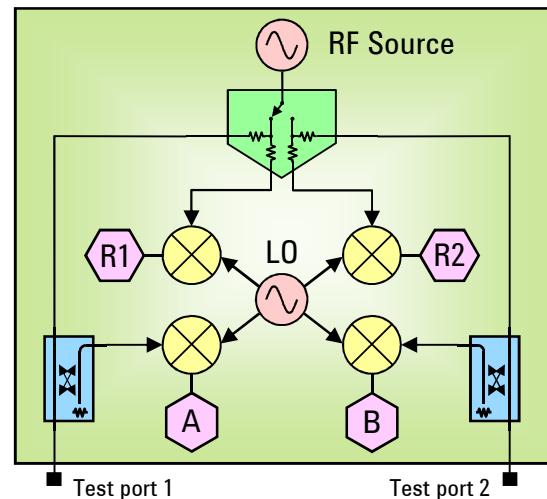 RF Source
LO
R1
R2
A
B
Test port 1
Test port 2